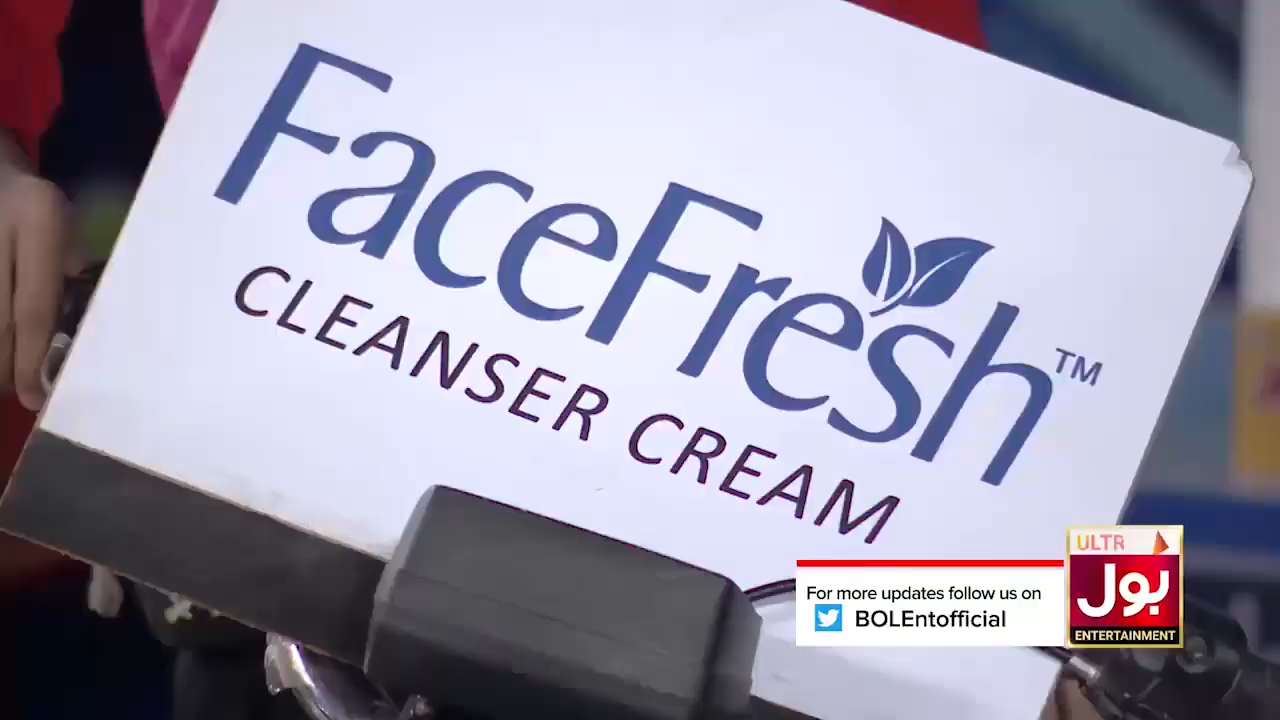 FaceFresh™
CLEANSER CREAM
For more updates follow us on
BOLEntofficial
ULTR
بول
ENTERTAINMENT